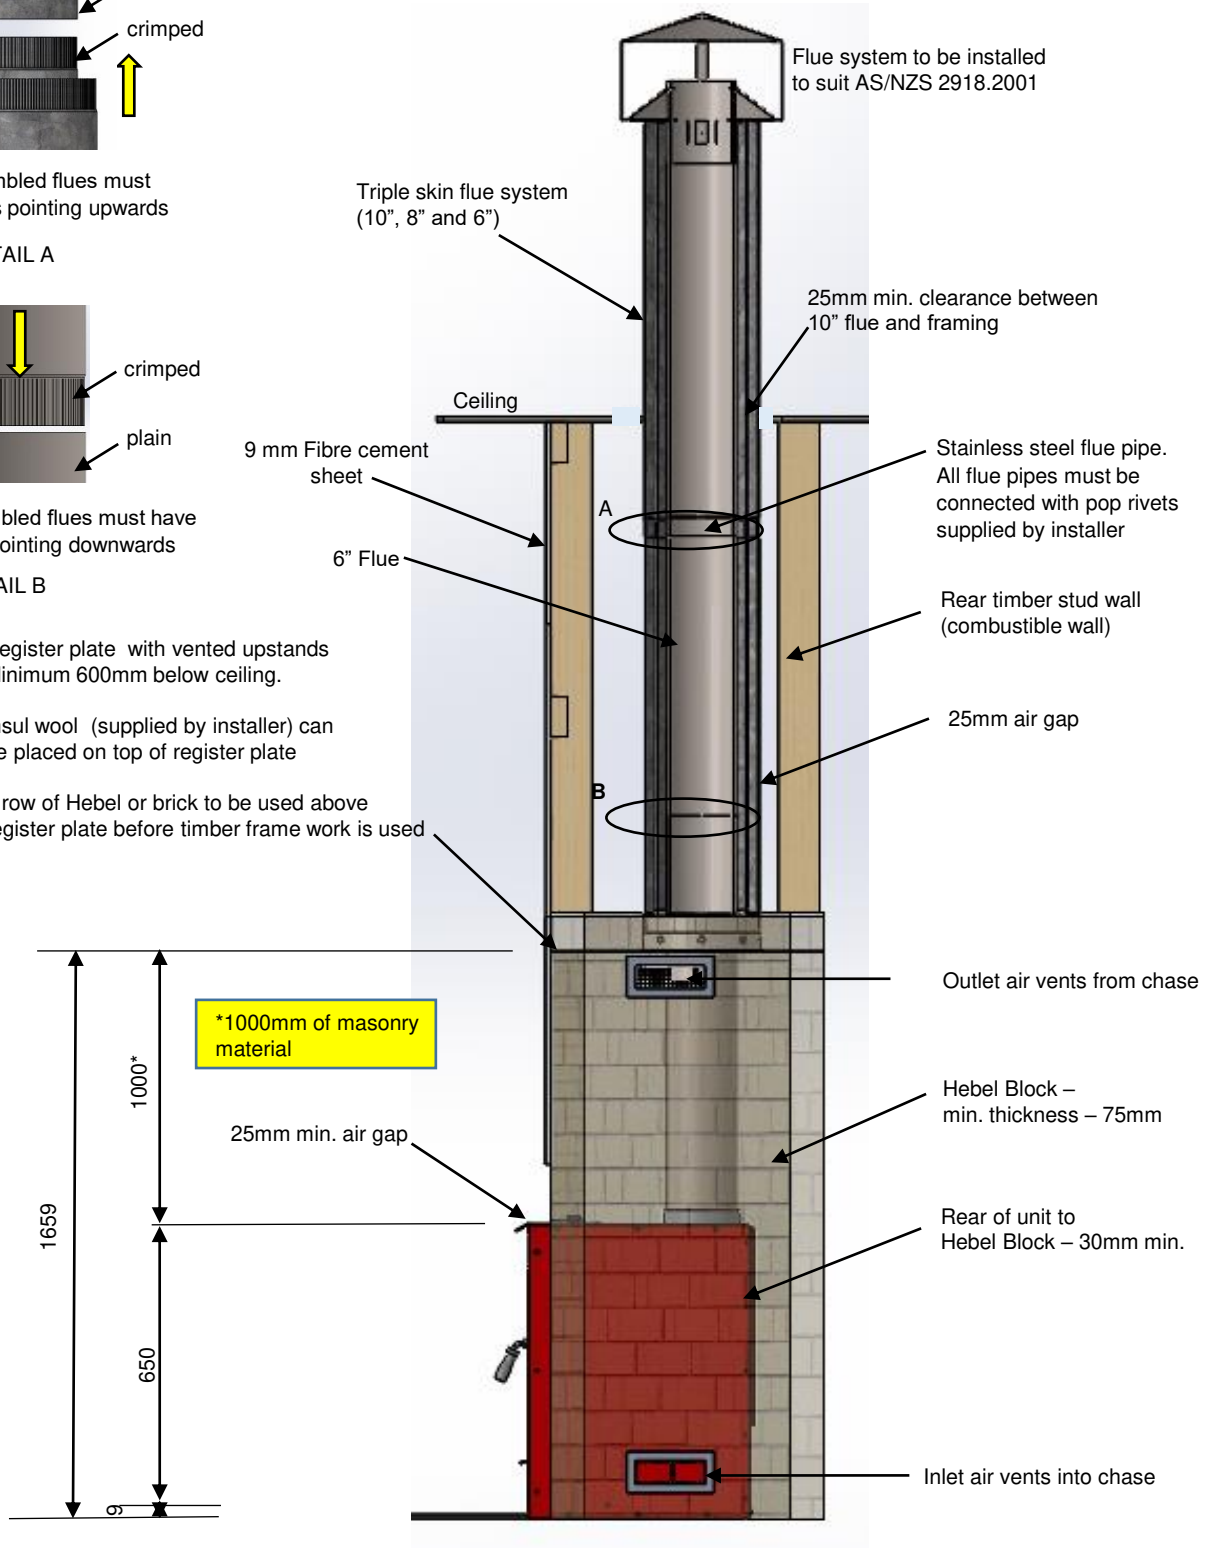 crimped
Flue system to be installed
to suit AS/NZS 2918.2001
mbled flues must
s pointing upwards
TAIL A
Triple skin flue system
(10”, 8” and 6”)
25mm min. clearance between
10” flue and framing
crimped
plain
Ceiling
9 mm Fibre cement
sheet
Stainless steel flue pipe.
All flue pipes must be
connected with pop rivets
supplied by installer
A
bled flues must have
ointing downwards
AIL B
6” Flue
Rear timber stud wall
(combustible wall)
egister plate with vented upstands
inimum 600mm below ceiling.
25mm air gap
sul wool (supplied by installer) can
e placed on top of register plate
B
row of Hebel or brick to be used above
egister plate before timber frame work is used
Outlet air vents from chase
*1000mm of masonry
material
1000*
Hebel Block –
min. thickness – 75mm
25mm min. air gap
1659
Rear of unit to
Hebel Block – 30mm min.
650
Inlet air vents into chase
9